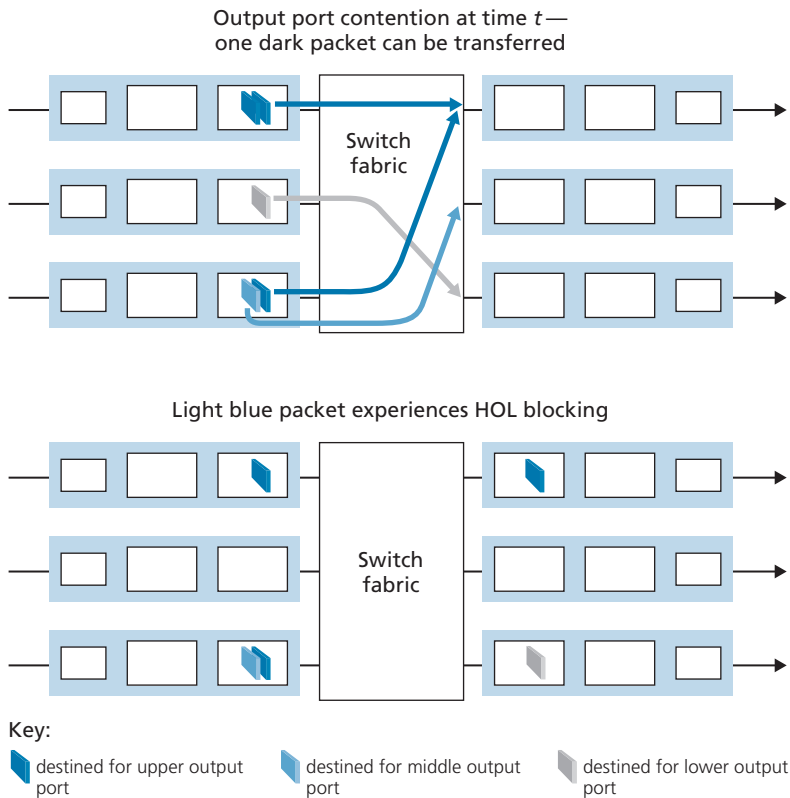 Output port contention at time t—
one dark packet can be transferred
Switch
fabric
Light blue packet experiences HOL blocking
Switch
fabric
Key:
destined for upper output
port
destined for middle output
port
destined for lower output
port